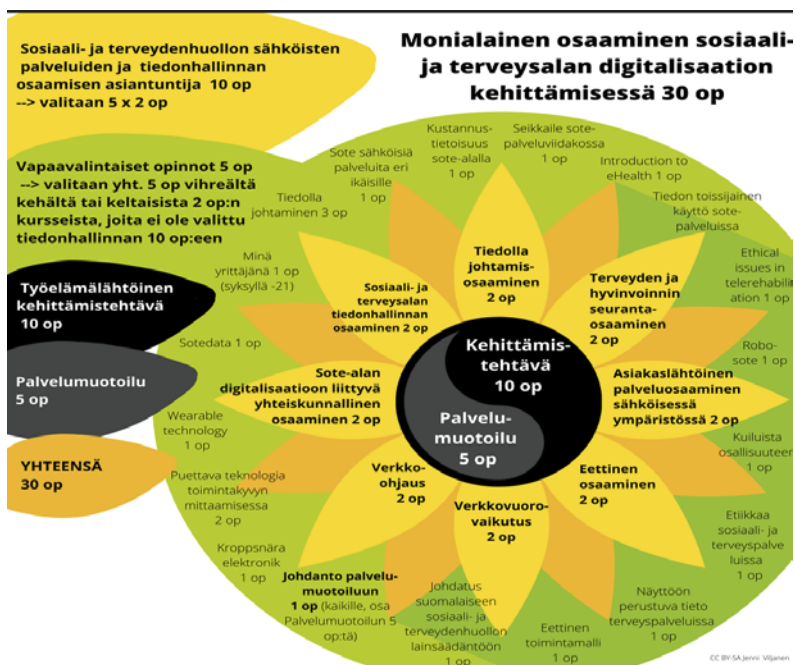 Sosiaali- ja terveydenhuollon sähköisten
palveluiden ja tiedonhallinnan
osaamisen asiantuntija 10 op
--> valitaan 5 x 2 op
Monialainen osaaminen sosiaali-
ja terveysalan digitalisaation
kehittämisessä 30 op
Vapaavalintaiset opinnot 5 op
--> valitaan yht. 5 op vihreältä
kehältä tai keltaisista 2 op:n
kursseista, joita ei ole valittu
tiedonhallinnan 10 op:een
Työelämälähtöinen
kehittämistehtävä
10 op
Palvelumuotoilu
5 op
YHTEENSÄ
30 op
Kustannus-
tietoisuus
sote-alalla
1 op
Seikkaile sote-
palveluviidakossa
1 op
Introduction to
eHealth 1 op
Tiedon toissijainen
käyttö sote-
palveluissa
Ethical
issues in
telerehabilit
ation 1 op
Robo-
sote 1 op
Kuiluista
osallisuuteen
1 op
Etiikkaa
sosiaali- ja
terveyspalve
luissa
1 op
Näyttöön
perustuva tieto
terveyspalveluissa
1 op
Eettinen
toimintamalli
1 op
Johdatus
suomalaiseen
sosiaali- ja
terveydenhuollon
lainsäädäntöön
1 op
Johdanto palvelu-
muotoiluun
1 op (kaikille, osa
Palvelumuotoilun 5
op:tä)
Kroppsnära
elektronik
1 op
Puettava teknologia
toimintakyvyn
mittaamisessa
2 op
Wearable
technology
1 op
Sotedata 1 op
Minä
yrittäjänä 1 op
(syksyllä -21)
Tiedolla
johtaminen 3 op
Sote sähköisiä
palveluita eri
ikäisille
1 op
Tiedolla
johtamis-
osaaminen
2 op
Terveyden ja
hyvinvoinnin
seuranta-
osaaminen
2 op
Asiakaslähtöinen
palveluosaaminen
sähköisessä
ympäristössä 2 op
Eettinen
osaaminen
2 op
Verkkovuoro-
vaikutus
2 op
Verkko-
ohjaus
2 op
Sote-alan
digitalisaatioon liittyvä
yhteiskunnallinen
osaaminen 2 op
Sosiaali- ja
terveysalan
tiedonhallinnan
osaaminen 2 op
Kehittämis-
tehtävä
10 op
Palvelu-
muotoilu
5 op
CC BY-SA Jenni Viljanen